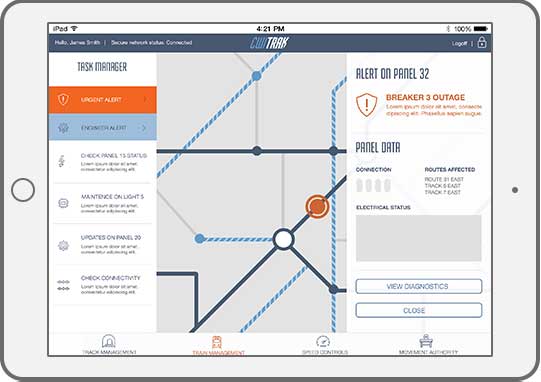 iPad
4:21 PM
100%
Hello, James Smith | Secure network status: Connected
CWITRAK
Logoff
TASK MANAGER
URGENT ALERT
ENGINEER ALERT
CHECK PANEL 13 STATUS
Lorem ipsum dolor sit amet,
consectetur adipiscing elit.
MAINTENCE ON LIGHT 5
Lorem ipsum dolor sit amet,
consectetur adipiscing elit.
UPDATES ON PANEL 20
Lorem ipsum dolor sit amet,
consectetur adipiscing elit.
CHECK CONNECTIVITY
Lorem ipsum dolor sit amet,
consectetur adipiscing elit.
ALERT ON PANEL 32
BREAKER 3 OUTAGE
Lorem ipsum dolor sit amet, consecte
adipiscing elit. Phasellus sapien augue.
PANEL DATA
CONNECTION
ROUTES AFFECTED
ROUTE 31 EAST
TRACK 5 EAST
TRACK 7 EAST
ELECTRICAL STATUS
VIEW DIAGNOSTICS
CLOSE
TRACK MANAGEMENT
TRAIN MANAGEMENT
SPEED CONTROLS
MOVEMENT AUTHORITY